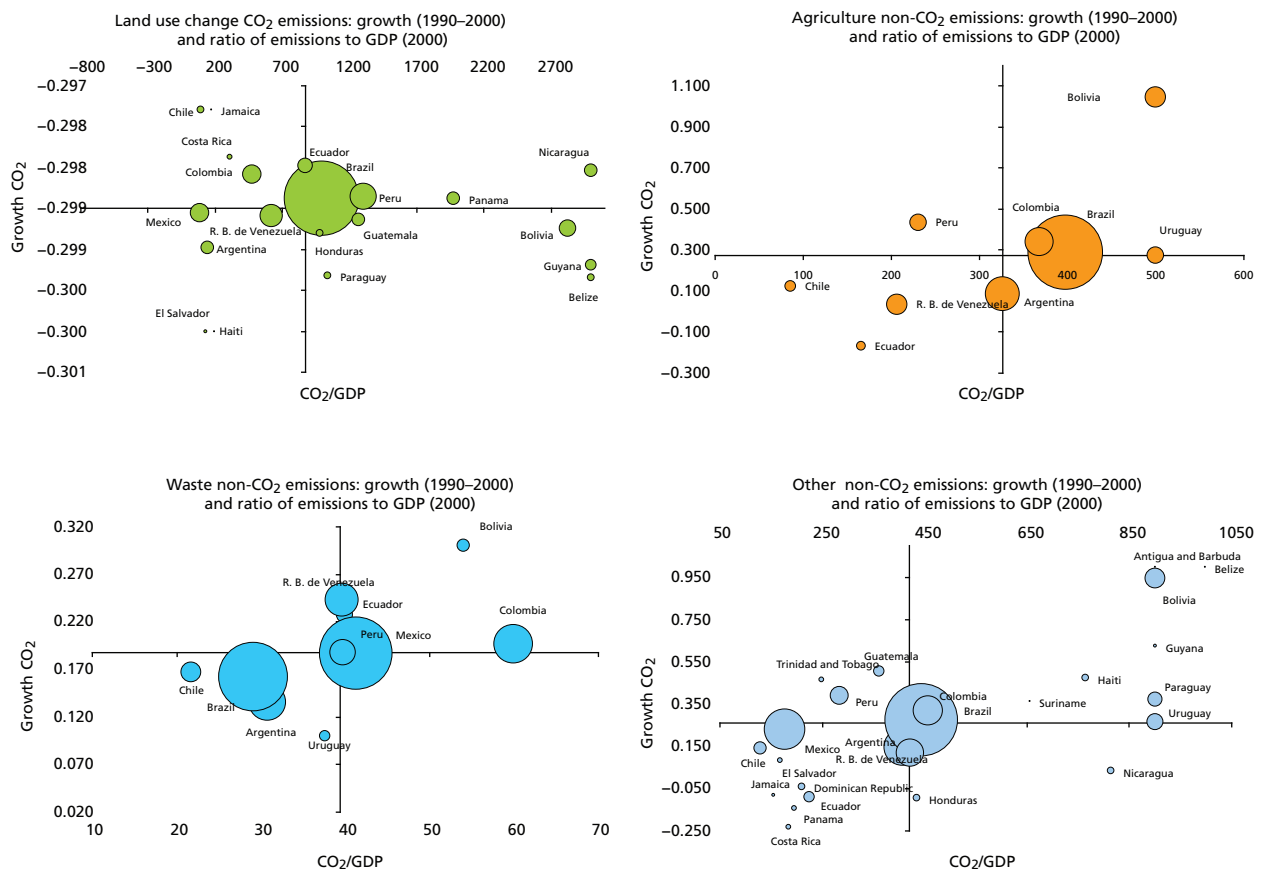 Land use change CO2 emissions: growth (1990–2000)
and ratio of emissions to GDP (2000)
−800 −300 200 700 1200 1700 2200 2700
−0.297
−0.298
−0.298
−0.299
−0.299
−0.300
−0.300
−0.301
Growth CO2
Chile
Jamaica
Costa Rica
Colombia
Ecuador
Brazil
Nicaragua
Peru
Panama
Mexico
R. B. de Venezuela
Guatemala
Bolivia
Argentina
Honduras
Guyana
Paraguay
Belize
El Salvador
Haiti
CO2/GDP
Agriculture non-CO2 emissions: growth (1990–2000)
and ratio of emissions to GDP (2000)
1.100
0.900
0.700
0.500
0.300
0.100
−0.100
−0.300
Growth CO2
0 100 200 300 400 500 600
Bolivia
Colombia
Brazil
Peru
Uruguay
Chile
R. B. de Venezuela
Argentina
Ecuador
CO2/GDP
Waste non-CO2 emissions: growth (1990–2000)
and ratio of emissions to GDP (2000)
0.320
0.270
0.220
0.170
0.120
0.070
0.020
Growth CO2
Bolivia
R. B. de Venezuela
Ecuador
Colombia
Peru
Mexico
Chile
Brazil
Argentina
Uruguay
10 20 30 40 50 60 70
CO2/GDP
Other non-CO2 emissions: growth (1990–2000)
and ratio of emissions to GDP (2000)
50 250 450 650 850 1050
0.950
0.750
0.550
0.350
0.150
−0.050
−0.250
Growth CO2
Antigua and Barbuda
Belize
Bolivia
Guyana
Guatemala
Trinidad and Tobago
Haiti
Paraguay
Peru
Colombia
Suriname
Brazil
Uruguay
Argentina
Mexico
R. B. de Venezuela
Chile
El Salvador
Nicaragua
Jamaica
Dominican Republic
Honduras
Ecuador
Panama
Costa Rica
CO2/GDP